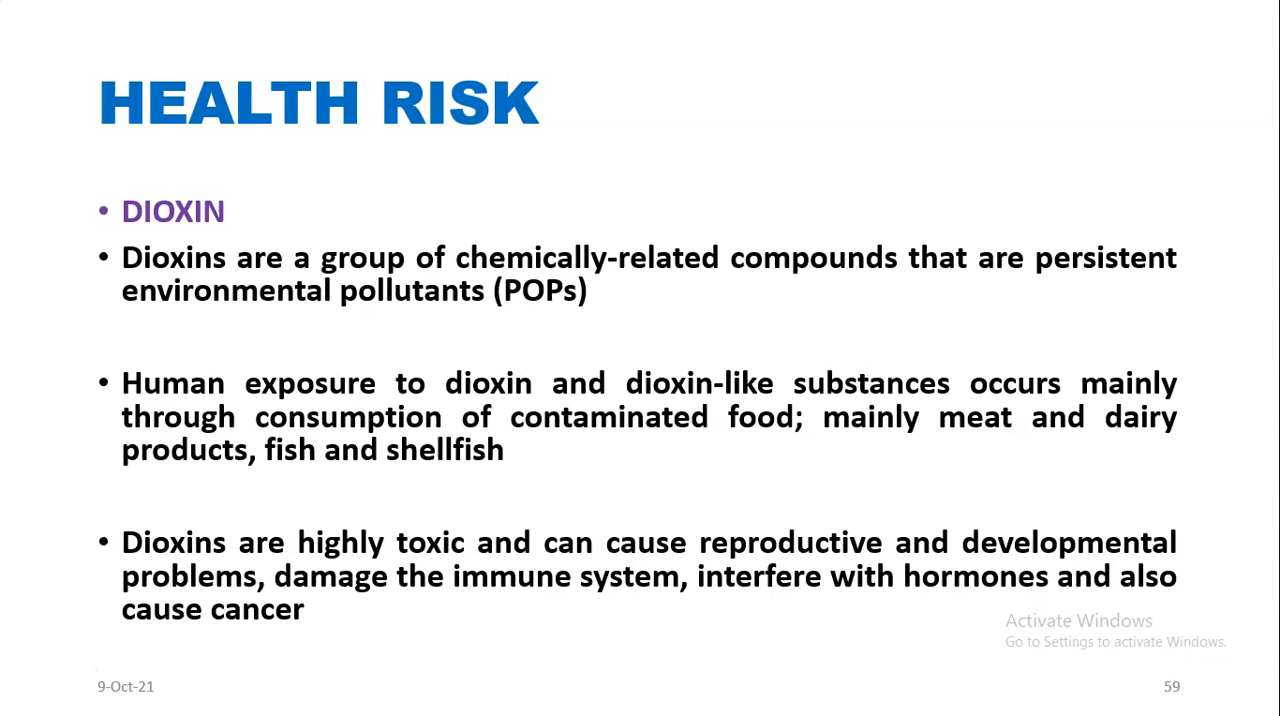 HEALTH RISK
• DIOXIN
• Dioxins are a group of chemically-related compounds that are persistent
environmental pollutants (POPs)
• Human exposure to dioxin and dioxin-like substances occurs mainly
through consumption of contaminated food; mainly meat and dairy
products, fish and shellfish
• Dioxins are highly toxic and can cause reproductive and developmental
problems, damage the immune system, interfere with hormones and also
cause cancer
Activate Windows
Go to Settings to activate Windows.
9-Oct-21
59